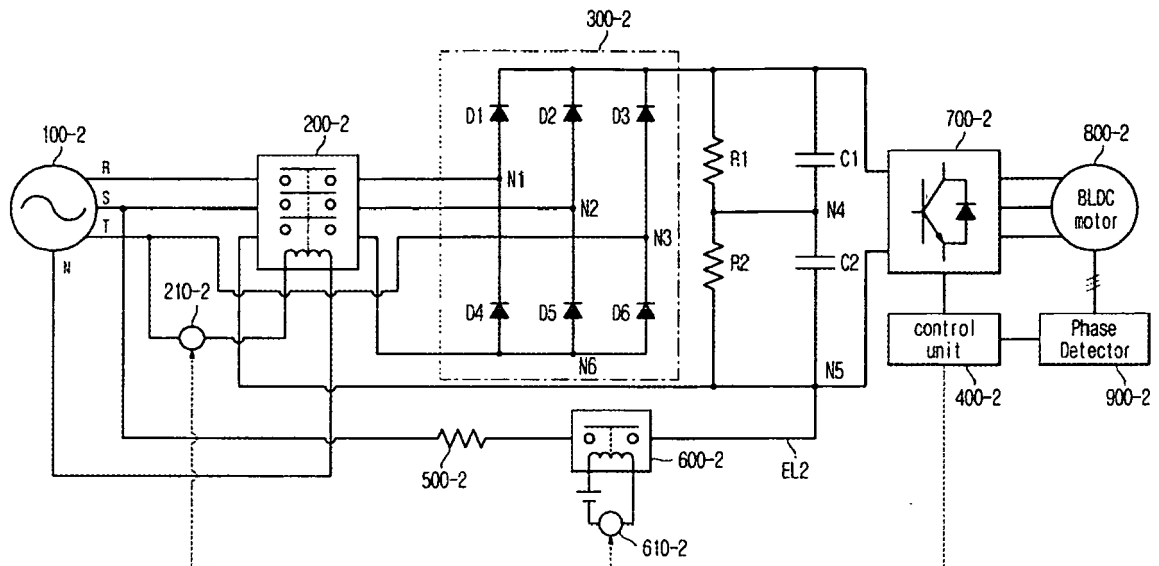 300-2
100-2
200-2
R
S
T
N
210-2
D1
D2
D3
N1
N2
N3
D4
D5
D6
N6
R1
C1
N4
R2
C2
N5
700-2
800-2
BLDC
motor
control
unit
Phase
Detector
400-2
900-2
500-2
600-2
EL2
610-2